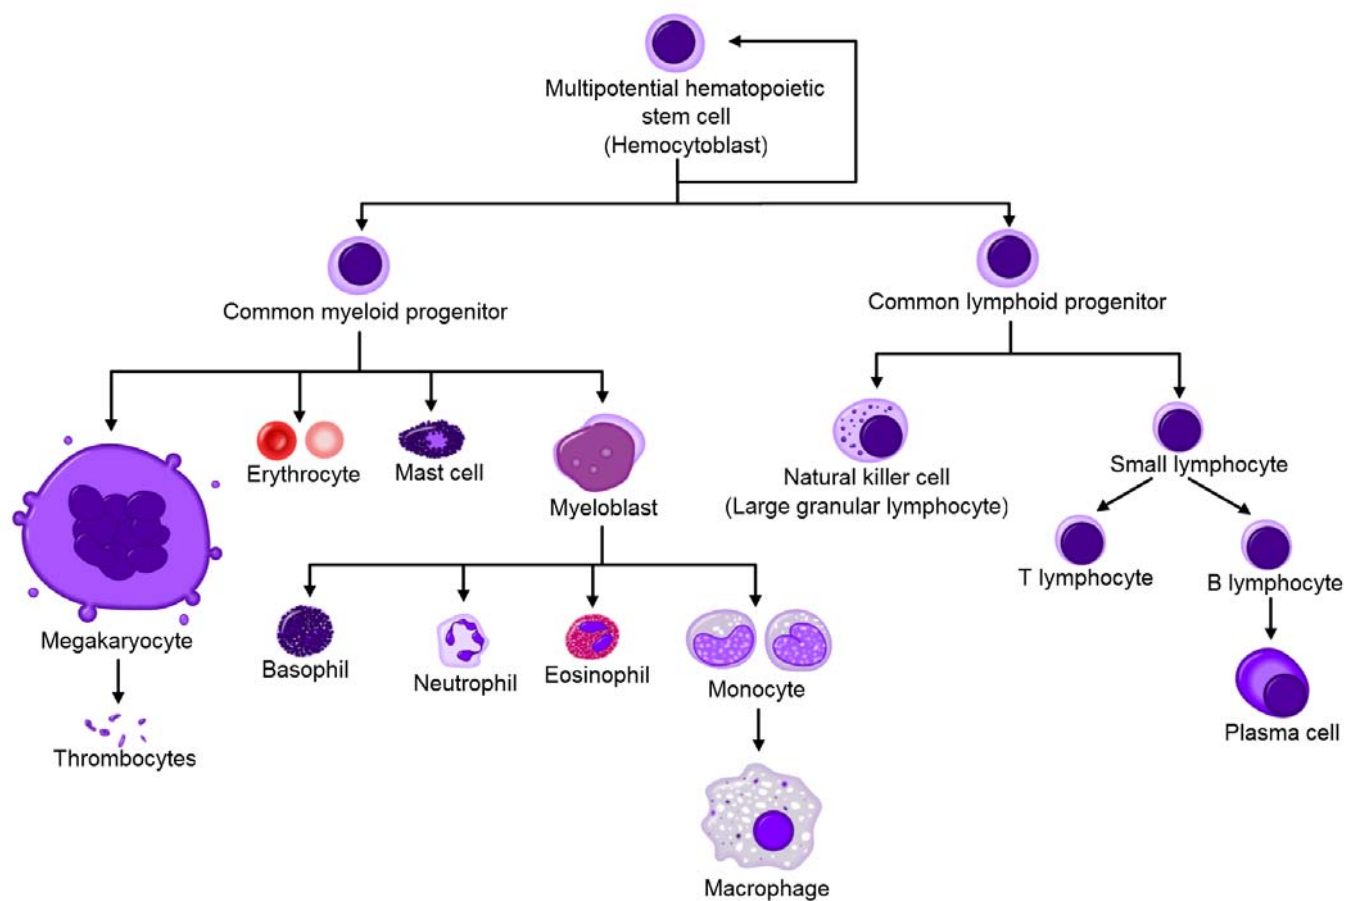 Multipotential hematopoietic
stem cell
(Hemocytoblast)
Common myeloid progenitor
Common lymphoid progenitor
Erythrocyte
Mast cell
Myeloblast
Natural killer cell
(Large granular lymphocyte)
Small lymphocyte
T lymphocyte
B lymphocyte
Megakaryocyte
Basophil
Neutrophil
Eosinophil
Monocyte
Plasma cell
Thrombocytes
Macrophage